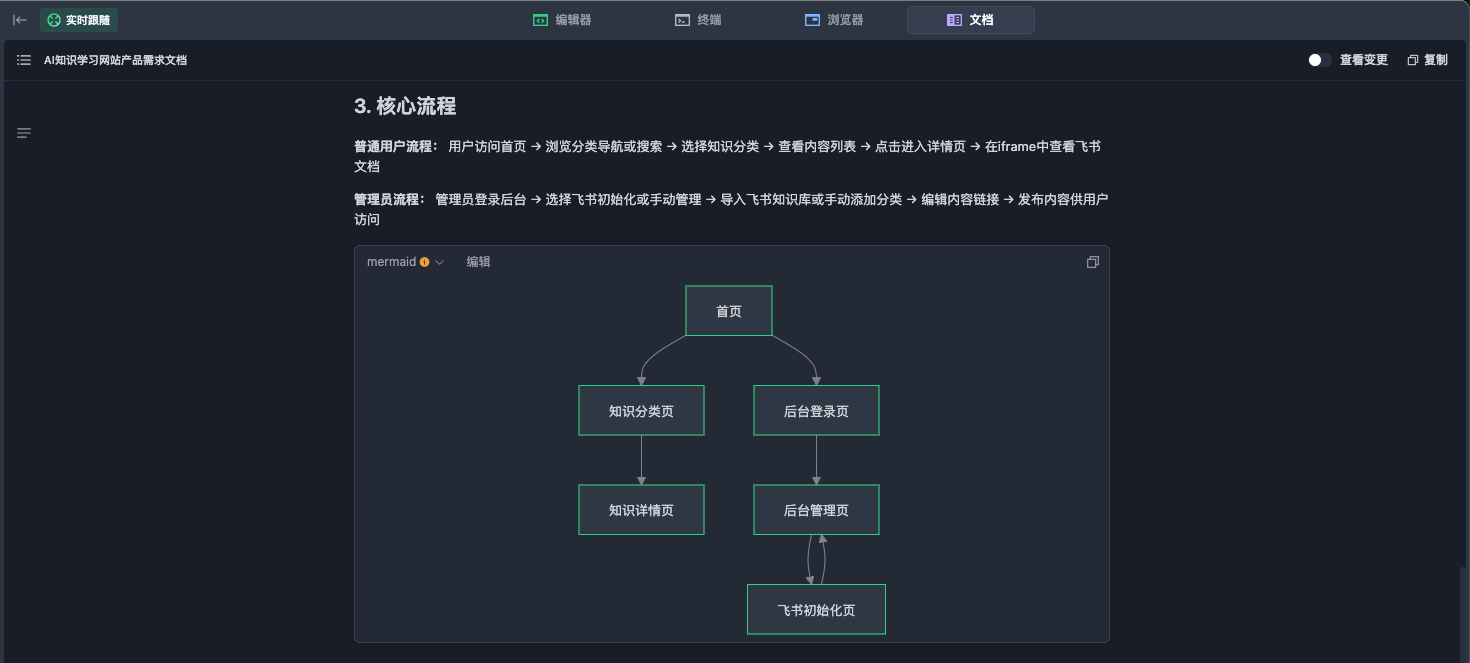 实时跟随
编辑器
终端
浏览器
文档
AI知识学习网站产品需求文档
查看变更
复制
3. 核心流程
普通用户流程： 用户访问首页 → 浏览分类导航或搜索 → 选择知识分类 → 查看内容列表 → 点击进入详情页 → 在iframe中查看飞书
文档
管理员流程： 管理员登录后台 → 选择飞书初始化或手动管理 → 导入飞书知识库或手动添加分类 → 编辑内容链接 → 发布内容供用户
访问
mermaid
编辑
首页
知识分类页
后台登录页
知识详情页
后台管理页
飞书初始化页